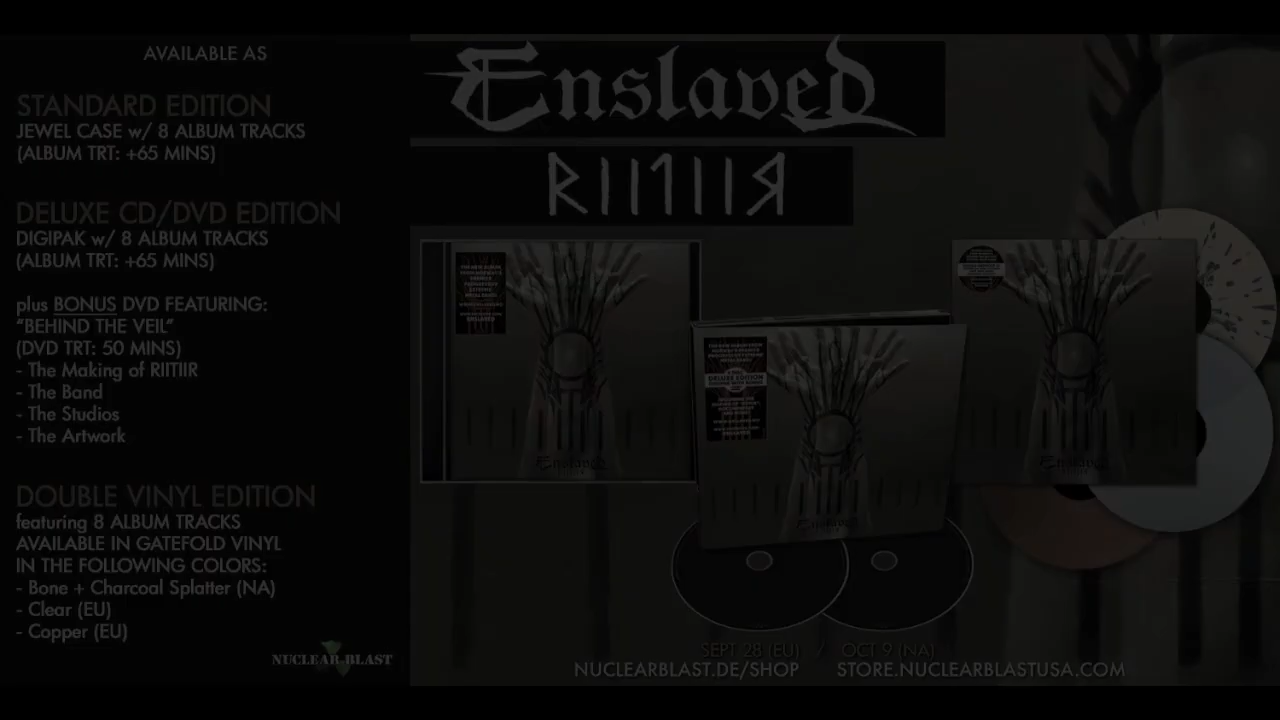 AVAILABLE AS
STANDARD EDITION
JEWEL CASE w/ 8 ALBUM TRACKS
(ALBUM TRT: +65 MINS)
DELUXE CD/DVD EDITION
DIGIPAK w/ 8 ALBUM TRACKS
(ALBUM TRT: +65 MINS)
plus BONUS DVD FEATURING:
“BEHIND THE VEIL”
(DVD TRT: 50 MINS)
- The Making of RIITIIR
- The Band
- The Studios
- The Artwork
DOUBLE VINYL EDITION
featuring 8 ALBUM TRACKS
AVAILABLE IN GATEFOLD VINYL
IN THE FOLLOWING COLORS:
- Bone + Charcoal Splatter (NA)
- Clear (EU)
- Copper (EU)
NUCLEAR BLAST
Enslaved
RIITIIR
Enslaved
Enslaved
Enslaved
SEPT 28 (EU) / OCT 9 (NA)
NUCLEARBLAST.DE/SHOP STORE.NUCLEARBLASTUSA.COM